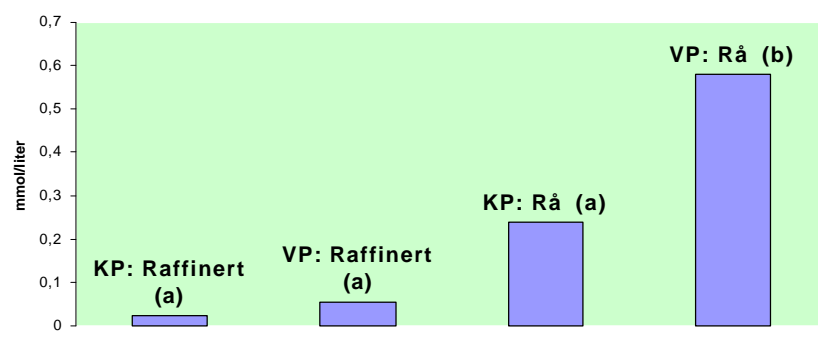 0,7
0,6
0,5
0,4
0,3
0,2
0,1
0
mmol/liter
KP: Raffinert
(a)
VP: Raffinert
(a)
KP: Rå (a)
VP: Rå (b)